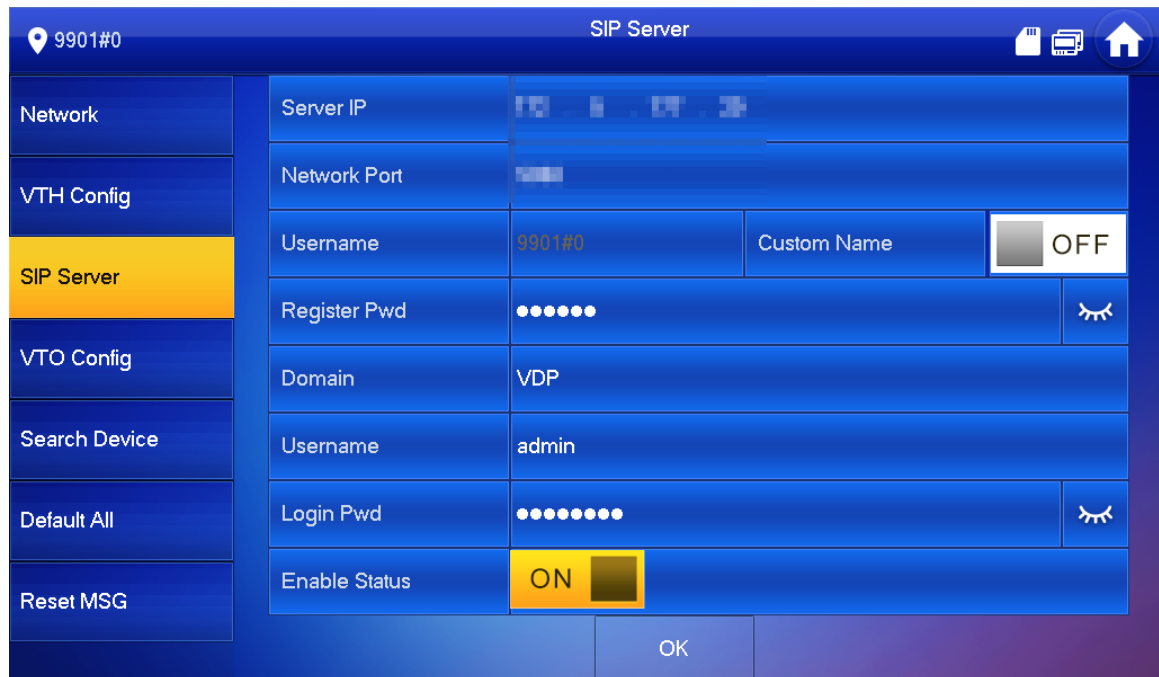 9901#0
SIP Server
Network
VTH Config
SIP Server
VTO Config
Search Device
Default All
Reset MSG
Server IP
Network Port
Username 9901#0 Custom Name OFF
Register Pwd ●●●●●●
Domain VDP
Username admin
Login Pwd ●●●●●●●●
Enable Status ON
OK